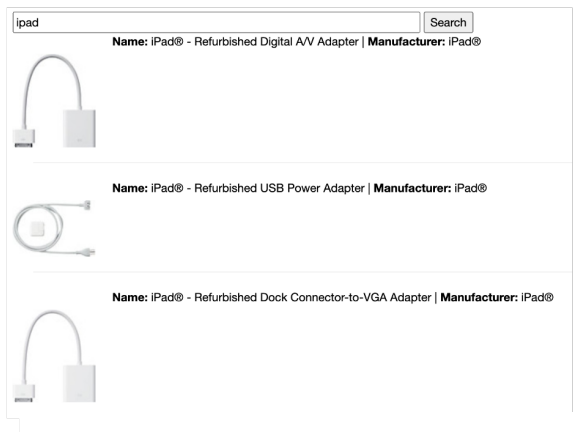 ipad
Search
Name: iPad® - Refurbished Digital A/V Adapter | Manufacturer: iPad®
Name: iPad® - Refurbished USB Power Adapter | Manufacturer: iPad®
Name: iPad® - Refurbished Dock Connector-to-VGA Adapter | Manufacturer: iPad®